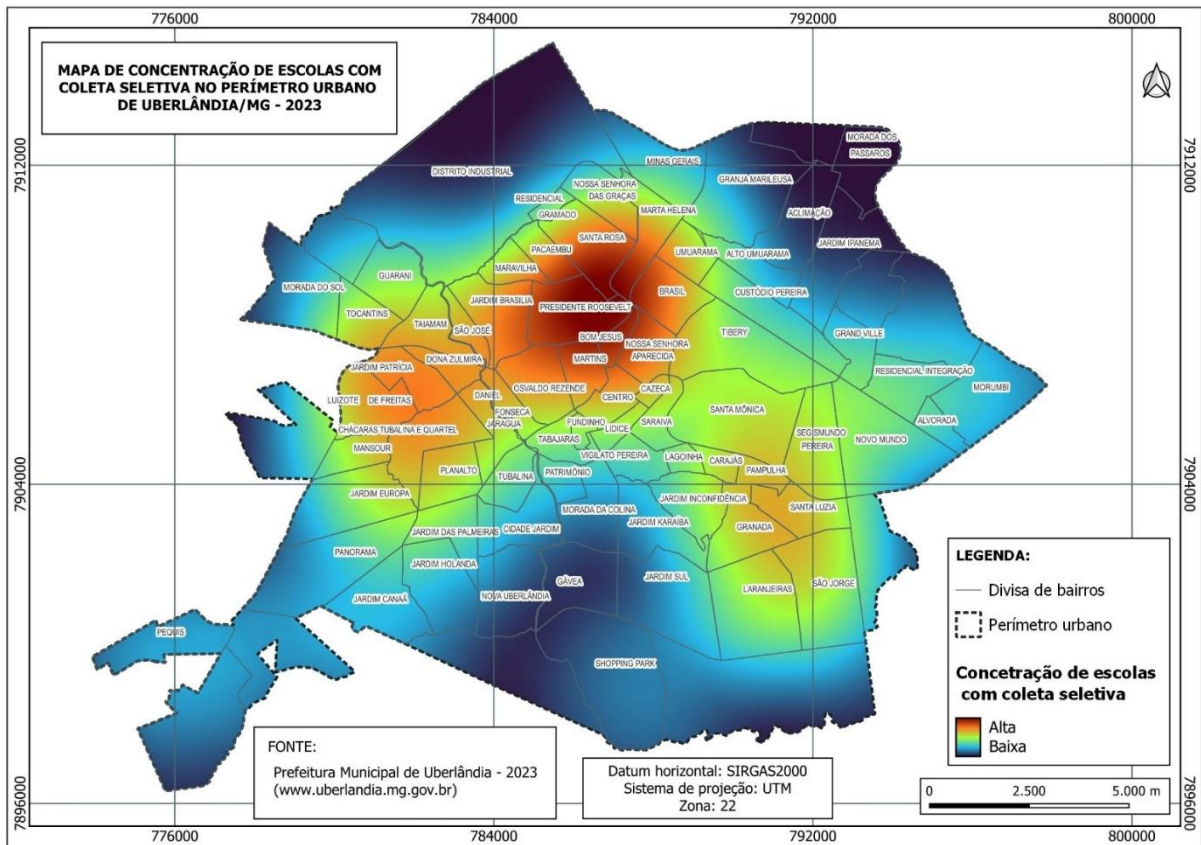 776000
784000
792000
800000
MAPA DE CONCENTRAÇÃO DE ESCOLAS COM
COLETA SELETIVA NO PERÍMETRO URBANO
DE UBERLÂNDIA/MG - 2023
7912000
7912000
MORADA DOS
PASSAROS
MINAS GERAIS
DISTRITO INDUSTRIAL
GRANJA MARILEUSA
NOSSA SENHORA
DAS GRAÇAS
RESIDENCIAL
GRAMADO
MARTA HELENA
ACLIMAÇÃO
SANTA ROSA
JARDIM IPANEMA
PACAEMBU
UMUARAMA
ALTO UMUARAMA
MARAVILHA
GUARANI
MORADA DO SOL
BRASIL
CUSTÓDIO PEREIRA
JARDIM BRASILIA
PRESIDENTE ROOSEVELT
TOCANTINS
TAIAMAM
SÃO JOSÉ
TIBERY
GRAND VILLE
BOM JESUS
NOSSA SENHORA
APARECIDA
DONA ZULMIRA
MARTINS
JARDIM PATRÍCIA
RESIDENCIAL INTEGRAÇÃO
MORUMBI
LUIZOTE
DE FREITAS
DANIEL
FONSECA
OSVALDO REZENDE
CENTRO
CAZECA
SANTA MÔNICA
JARAGUA
FUNDINHO
LIDICE
SARAIVA
ALVORADA
CHÁCARAS TUBALINA E QUARTEL
TABAJARAS
SEGISMUNDO
PEREIRA
NOVO MUNDO
MANSOUR
VIGILATO PEREIRA
LAGOINHA
CARAJÁS
PAMPULHA
PLANALTO
TUBALINA
PATRIMÔNIO
7904000
7904000
JARDIM EUROPA
MORADA DA COLINA
JARDIM INCONFIDÊNCIA
SANTA LUZIA
JARDIM KARAÍBA
GRANADA
JARDIM DAS PALMEIRAS
CIDADE JARDIM
PANORAMA
JARDIM HOLANDA
GÁVEA
JARDIM SUL
LARANJEIRAS
SÃO JORGE
JARDIM CANAÃ
NOVA UBERLÂNDIA
PEQUIS
SHOPPING PARK
LEGENDA:
Divisa de bairros
Perímetro urbano
Concetração de escolas
com coleta seletiva
Alta
Baixa
FONTE:
Prefeitura Municipal de Uberlândia - 2023
(www.uberlandia.mg.gov.br)
Datum horizontal: SIRGAS2000
Sistema de projeção: UTM
Zona: 22
0
2.500
5.000 m
7896000
7896000
776000
784000
792000
800000